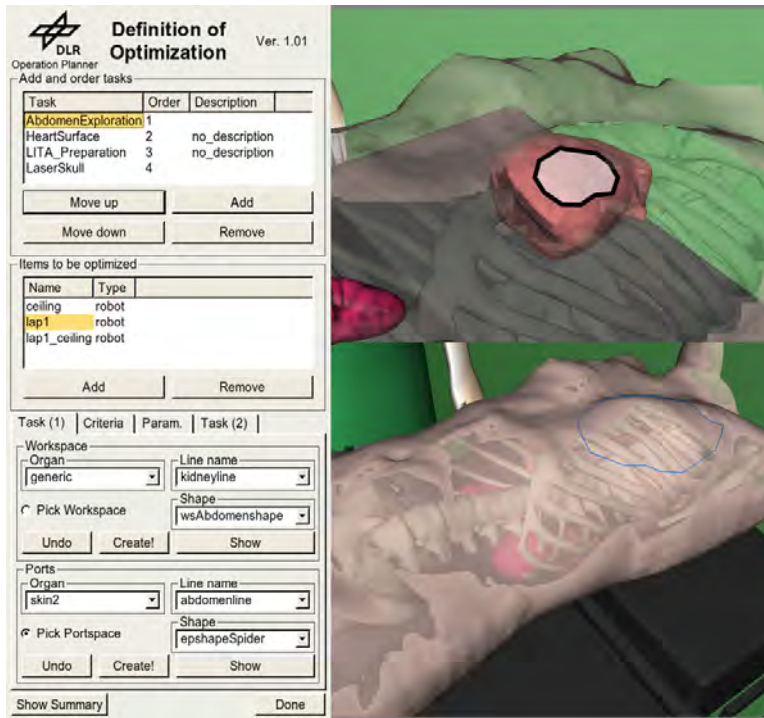 DLR
Operation Planner
Definition of
Optimization
Ver. 1.01
Add and order tasks
Task Order Description
AbdomenExploration 1
HeartSurface 2 no_description
LITA_Preparation 3 no_description
LaserSkull 4
Move up Add
Move down Remove
Items to be optimized
Name Type
ceiling robot
lap1 robot
lap1_ceiling robot
Add Remove
Task (1) Criteria Param. Task (2)
Workspace
Organ Line name
generic kidneyline
Pick Workspace
Shape
wsAbdomenshape
Undo Create! Show
Ports
Organ Line name
skin2 abdomenline
Pick Portspace
Shape
epshapeSpider
Undo Create! Show
Show Summary Done